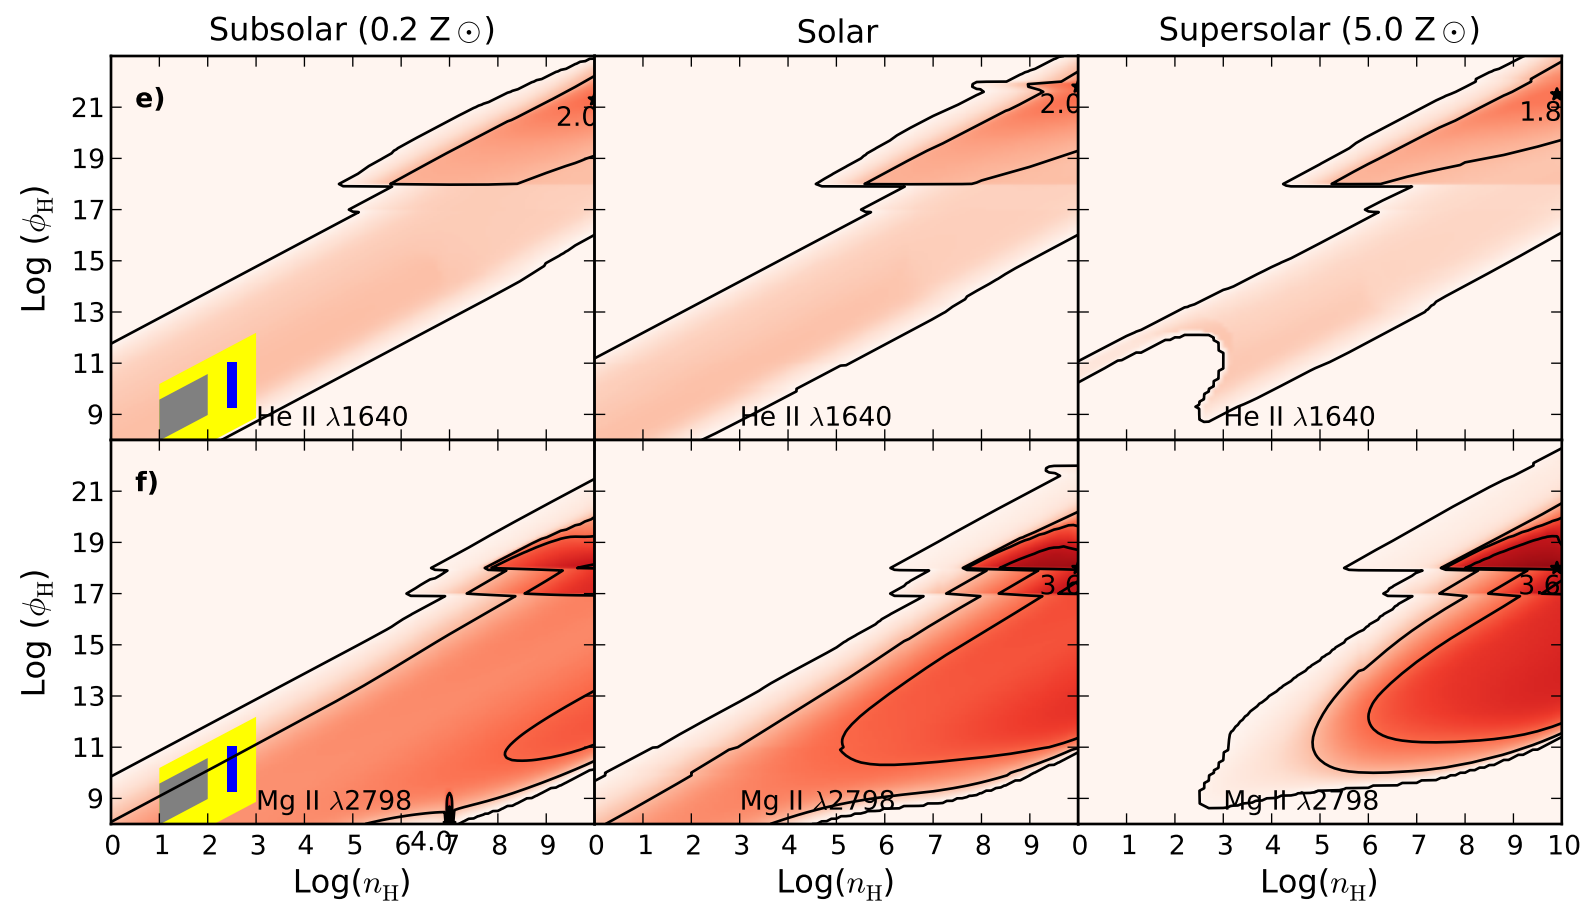 Subsolar (0.2 Z⊙) Solar Supersolar (5.0 Z⊙)
e)
Log (ϕH)
21
19
17
15
13
11
9
2.0 2.0 1.8
He II λ1640 He II λ1640 He II λ1640
f)
Log (ϕH)
21
19
17
15
13
11
9
3.6 3.6
Mg II λ2798 Mg II λ2798 Mg II λ2798
4.0
0 1 2 3 4 5 6 7 8 9 0 1 2 3 4 5 6 7 8 9 0 1 2 3 4 5 6 7 8 9 10
Log(nH) Log(nH) Log(nH)